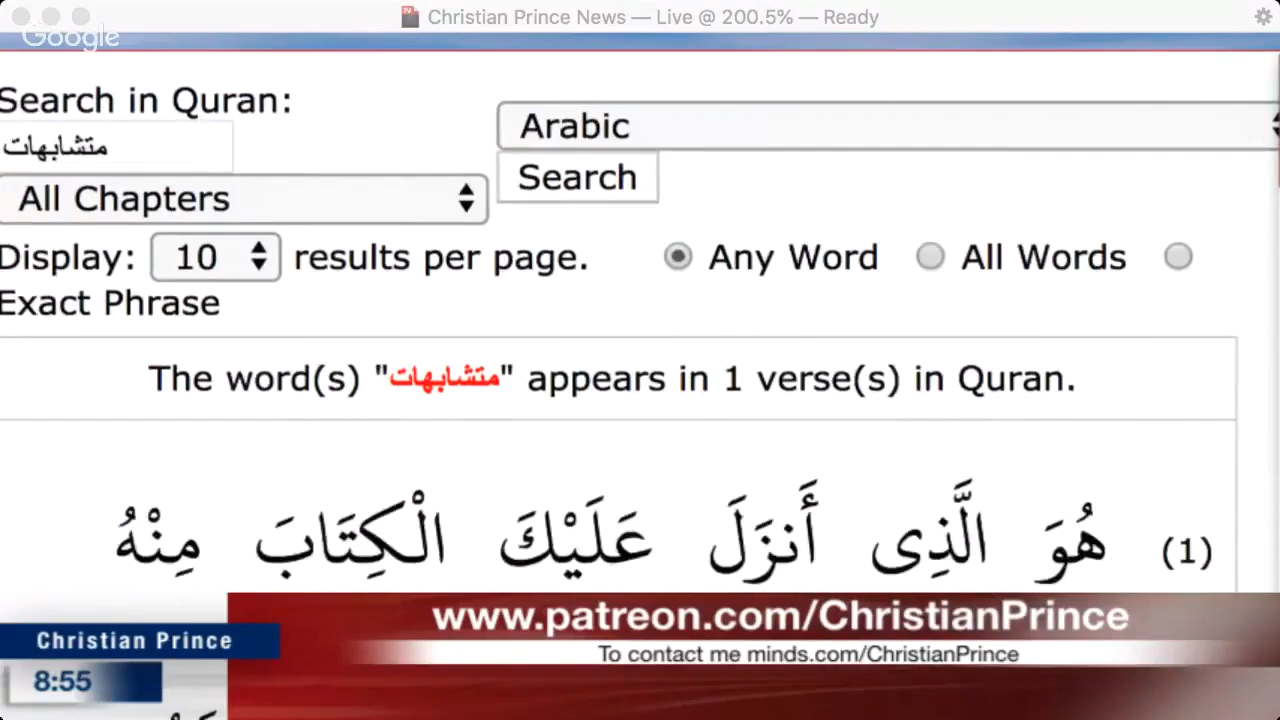 Christian Prince News — Live @ 200.5% — Ready
Google
Search in Quran:
متشابهات
Arabic
Search
All Chapters
Display: 10 results per page. Any Word All Words
Exact Phrase
The word(s) "متشابهات" appears in 1 verse(s) in Quran.
(1) هُوَ الَّذِى أَنزَلَ عَلَيْكَ الْكِتَابَ مِنْهُ
www.patreon.com/ChristianPrince
Christian Prince
To contact me minds.com/ChristianPrince
8:55